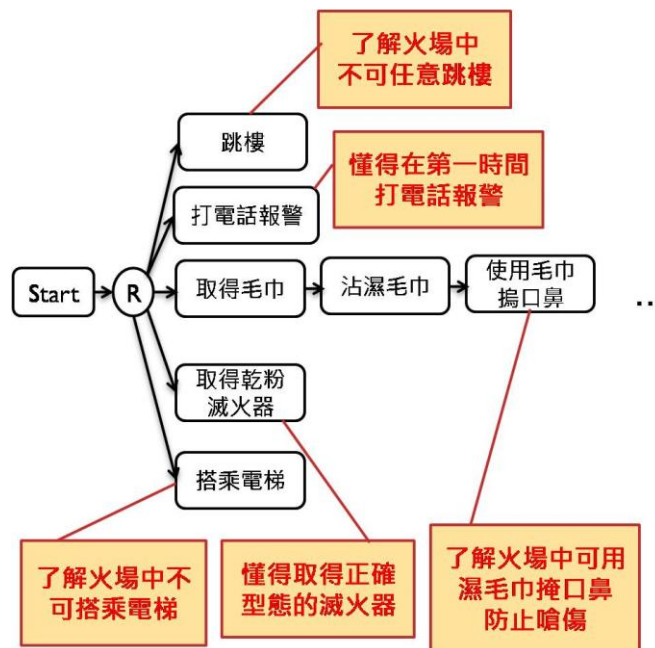 了解火場中
不可任意跳樓
跳樓
懂得在第一時間
打電話報警
打電話報警
Start
R
取得毛巾
沾濕毛巾
使用毛巾
摀口鼻
..
取得乾粉
滅火器
搭乘電梯
了解火場中不
可搭乘電梯
懂得取得正確
型態的滅火器
了解火場中可用
濕毛巾掩口鼻
防止嗆傷